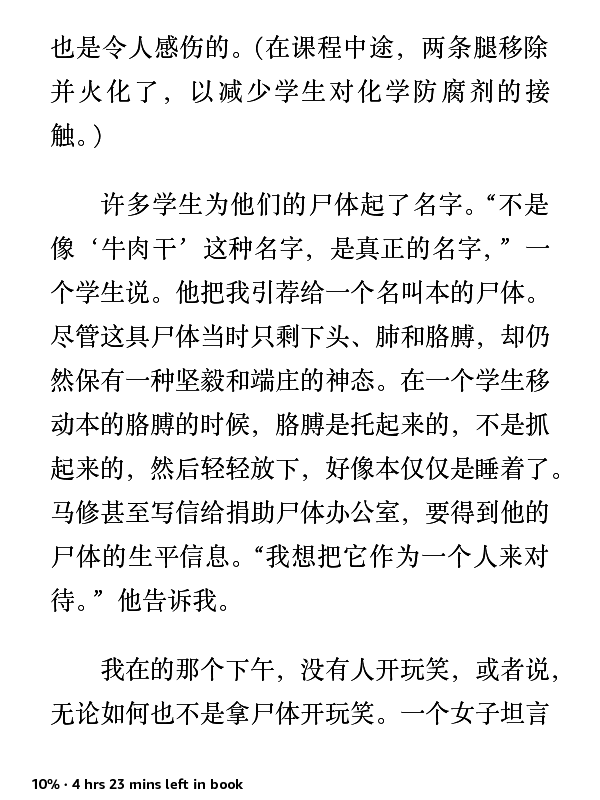 也是令人感伤的。（在课程中途，两条腿移除
并火化了，以减少学生对化学防腐剂的接
触。）
许多学生为他们的尸体起了名字。“不是
像‘牛肉干’这种名字，是真正的名字，”一
个学生说。他把我引荐给一个名叫本的尸体。
尽管这具尸体当时只剩下头、肺和胳膊，却仍
然保有一种坚毅和端庄的神态。在一个学生移
动本的胳膊的时候，胳膊是托起来的，不是抓
起来的，然后轻轻放下，好像本仅仅是睡着了。
马修甚至写信给捐助尸体办公室，要得到他的
尸体的生平信息。“我想把它作为一个人来对
待。”他告诉我。
我在的那个下午，没有人开玩笑，或者说，
无论如何也不是拿尸体开玩笑。一个女子坦言
10% · 4 hrs 23 mins left in book